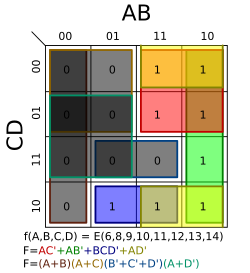 AB
00 01 11 10
00 0 0 1 1
01 0 0 1 1
CD
11 0 0 0 1
10 0 1 1 1
f(A,B,C,D) = E(6,8,9,10,11,12,13,14)
F=AC'+AB'+BCD'+AD'
F=(A+B)(A+C)(B'+C'+D')(A+D')